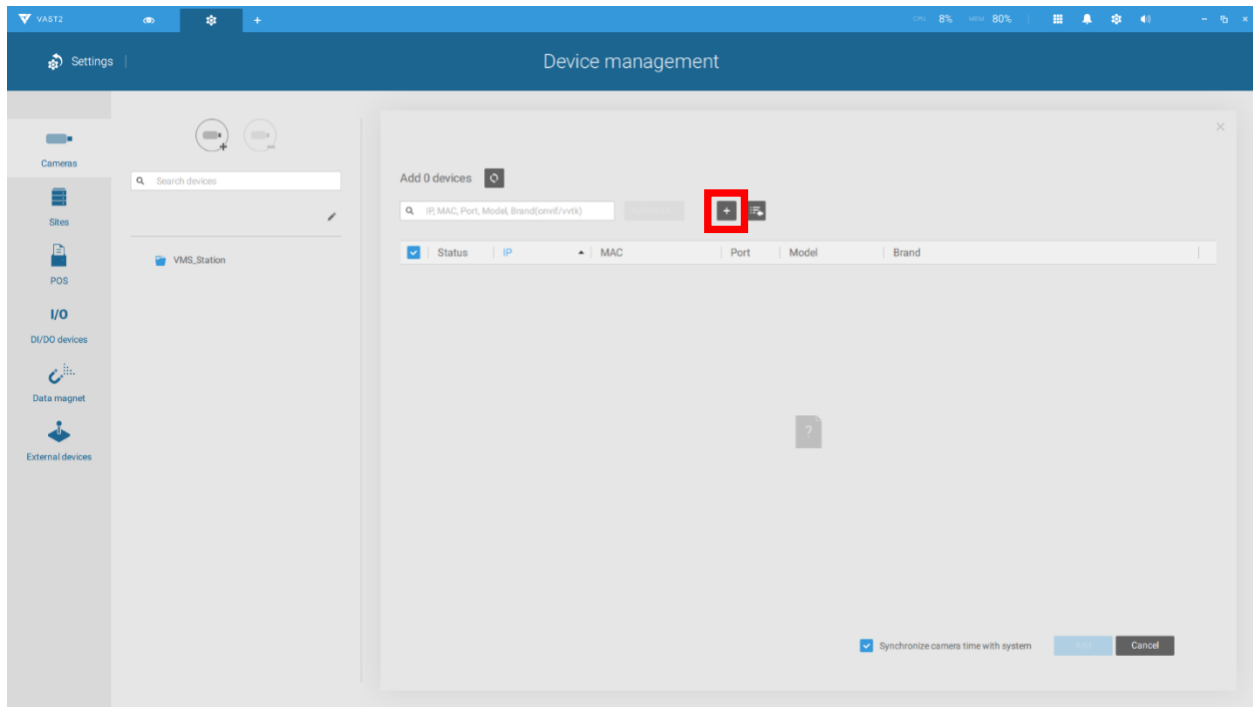 VAST2
CPU 8% MEM 80%
Settings
Device management
Cameras
Sites
POS
I/O
DI/DO devices
Data magnet
External devices
Search devices
VMS_Station
Add 0 devices
IP, MAC, Port, Model, Brand(onvif/vvtk)
Status IP MAC Port Model Brand
?
Synchronize camera time with system
Add
Cancel